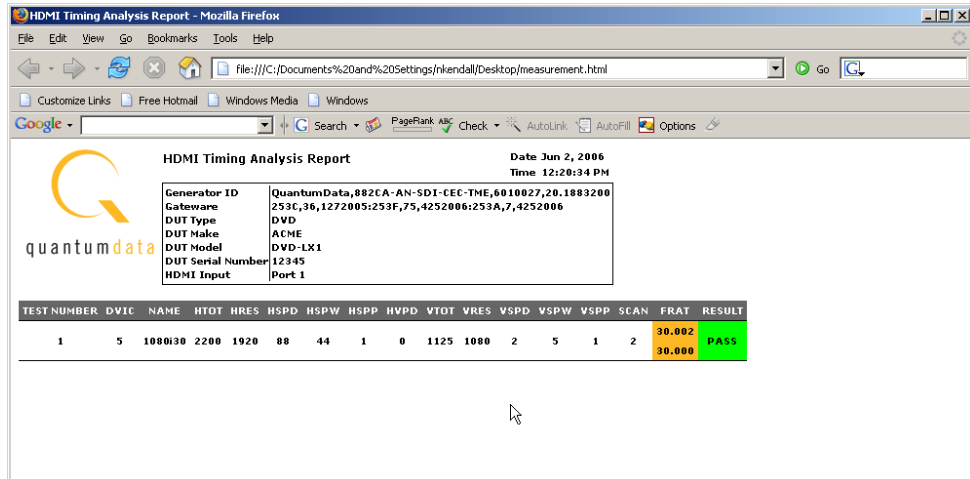 HDMI Timing Analysis Report - Mozilla Firefox
File Edit View Go Bookmarks Tools Help
file:///C:/Documents%20and%20Settings/nkendall/Desktop/measurement.html Go G
Customize Links Free Hotmail Windows Media Windows
Google G Search PageRank ABC Check AutoLink AutoFill Options
HDMI Timing Analysis Report Date Jun 2, 2006
Time 12:20:34 PM
quantumdata
Generator ID QuantumData,882CA-AN-SDI-CEC-TME,6010027,20.1883200
Gateware 253C,36,1272005:253F,75,4252006:253A,7,4252006
DUT Type DVD
DUT Make ACME
DUT Model DVD-LX1
DUT Serial Number 12345
HDMI Input Port 1
TEST NUMBER DVIC NAME HTOT HRES HSPD HSPW HSPP HVPD VTOT VRES VSPD VSPW VSPP SCAN FRAT RESULT
1 5 1080i30 2200 1920 88 44 1 0 1125 1080 2 5 1 2 30.002 PASS
30.000